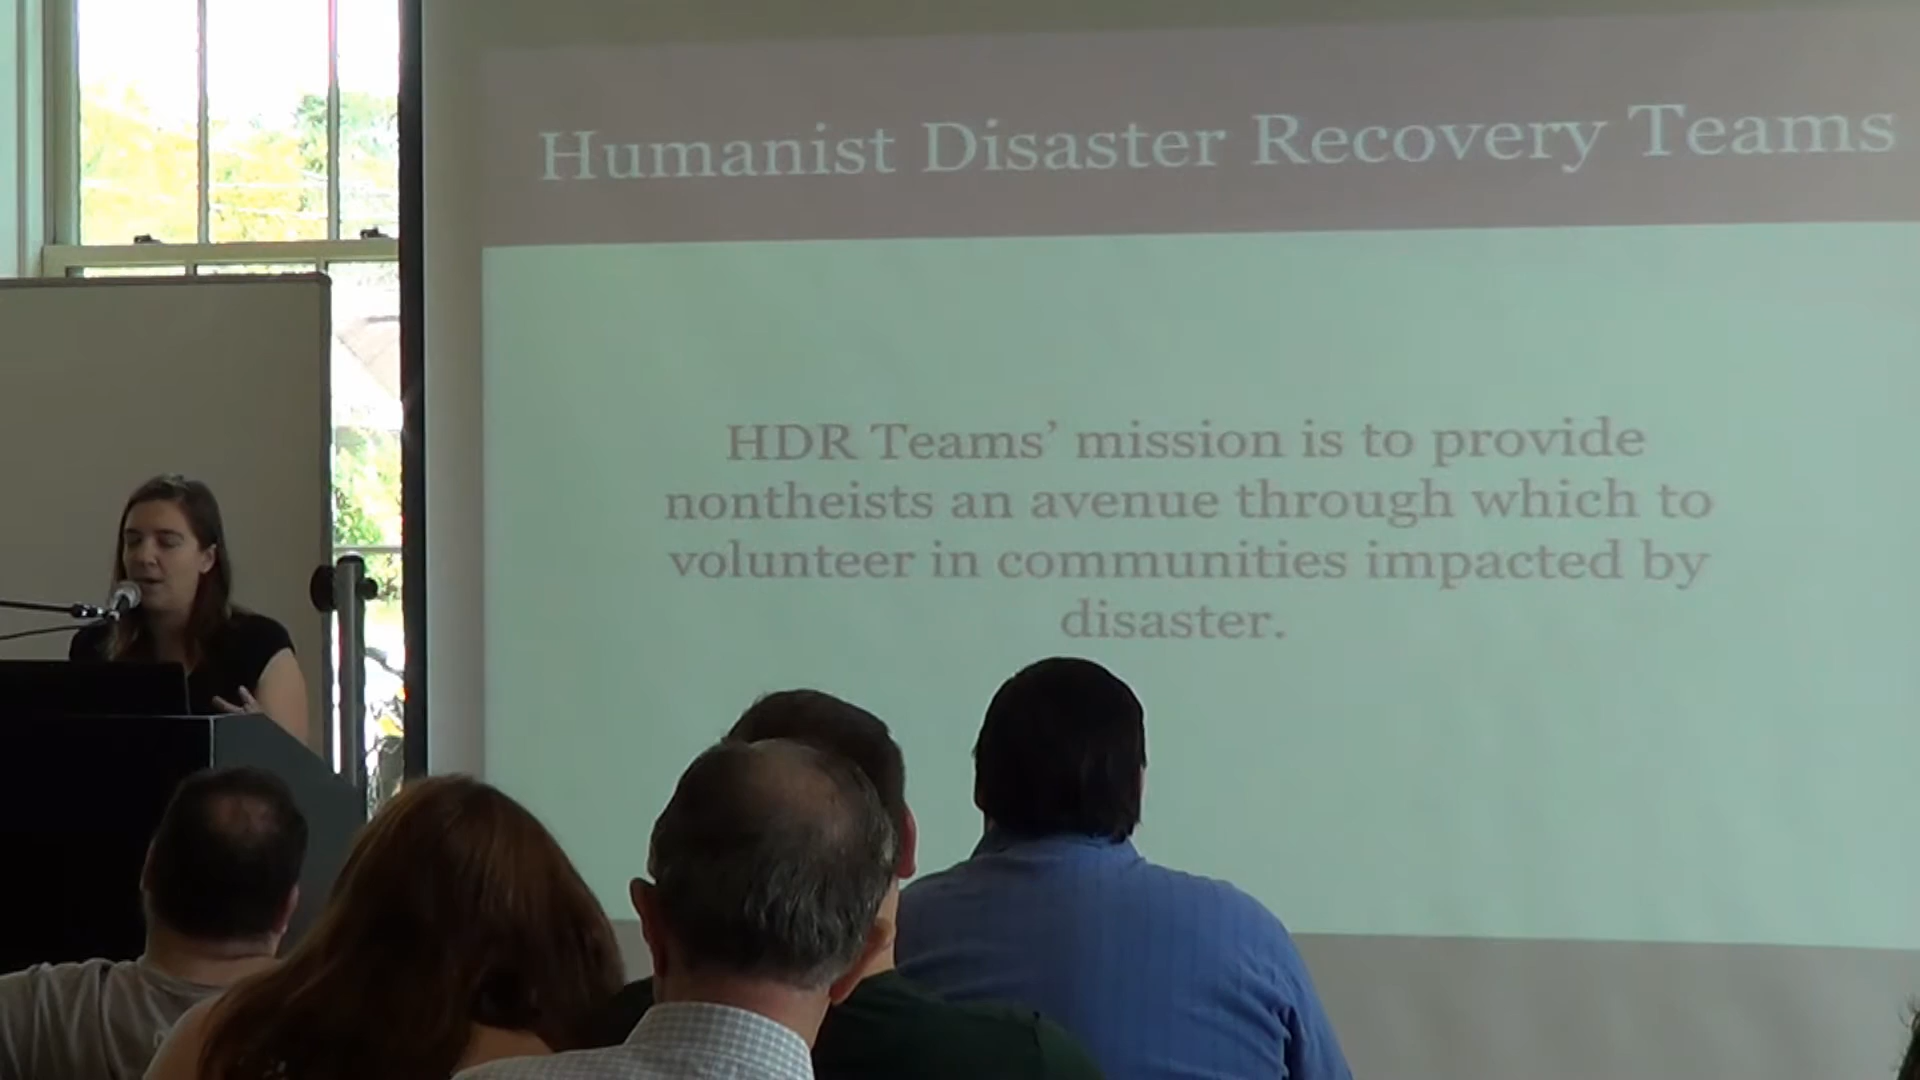 Humanist Disaster Recovery Teams
HDR Teams’ mission is to provide
nontheists an avenue through which to
volunteer in communities impacted by
disaster.